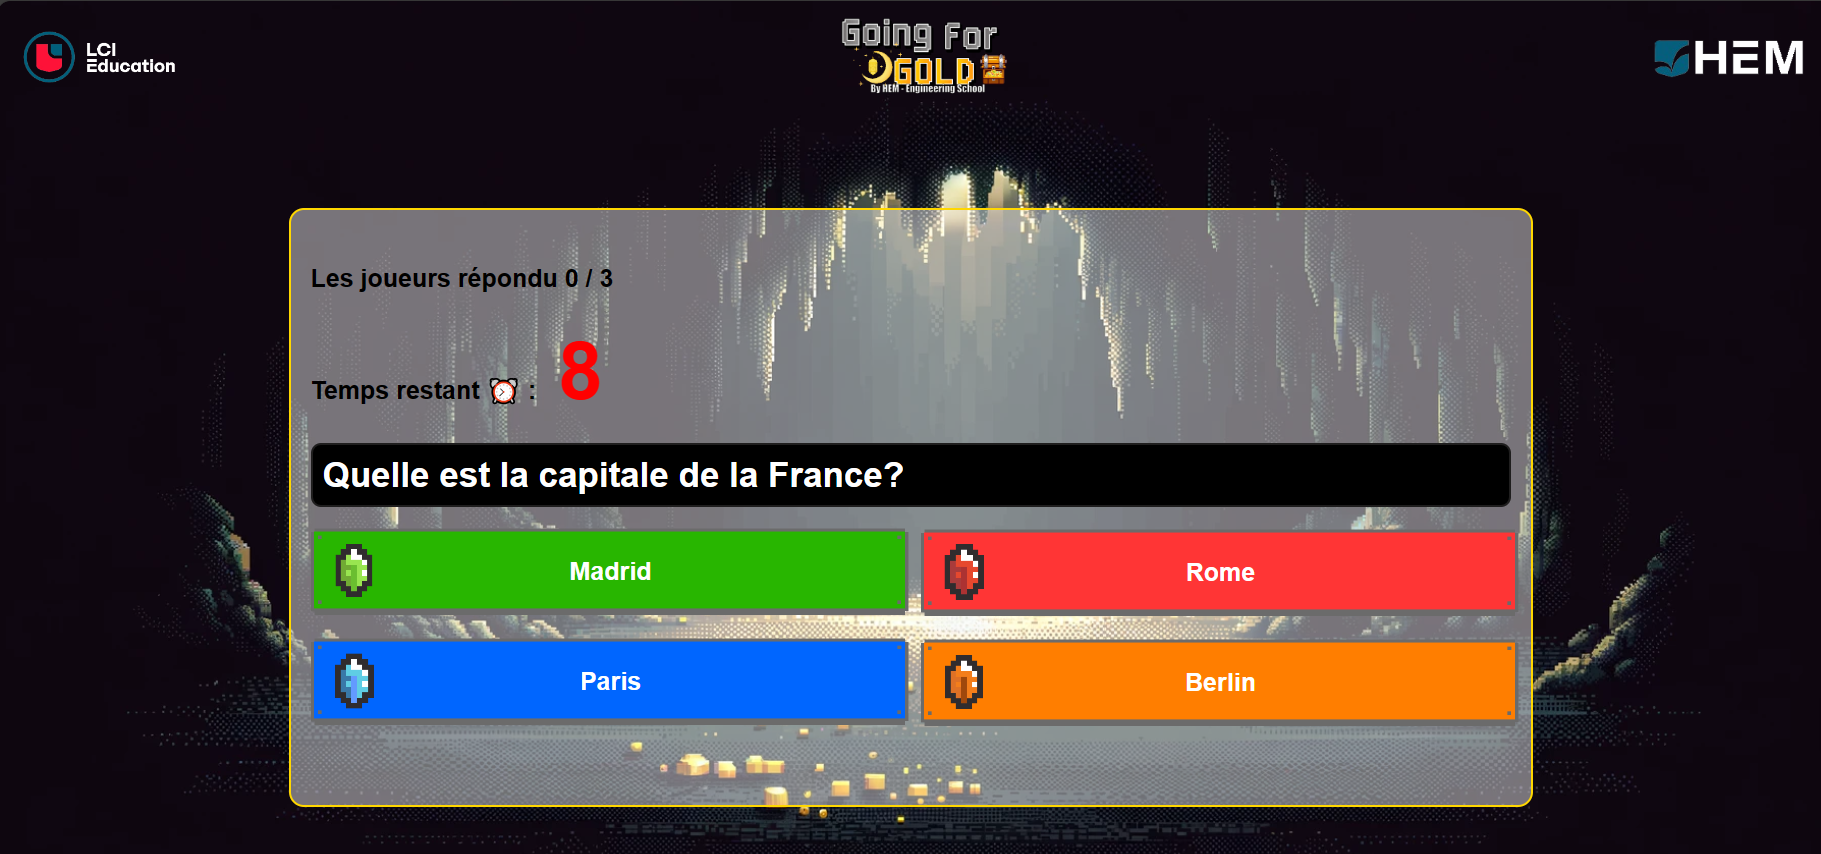 LCI
Education
Going For
GOLD
By HEM - Engineering School
HEM
Les joueurs répondu 0 / 3
Temps restant ⏰ : 8
Quelle est la capitale de la France?
Madrid
Rome
Paris
Berlin